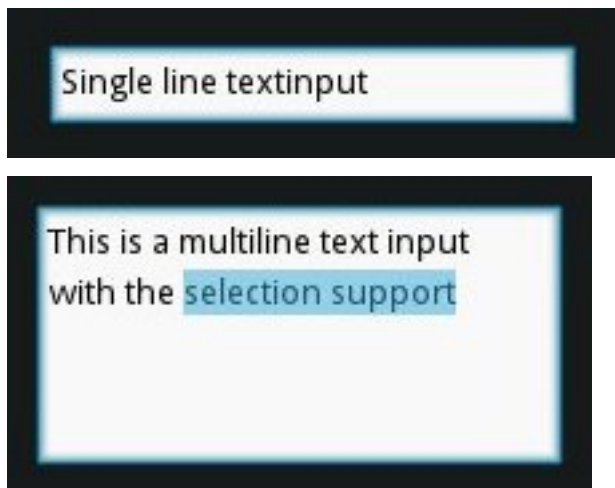 Single line textinput
This is a multiline text input
with the selection support